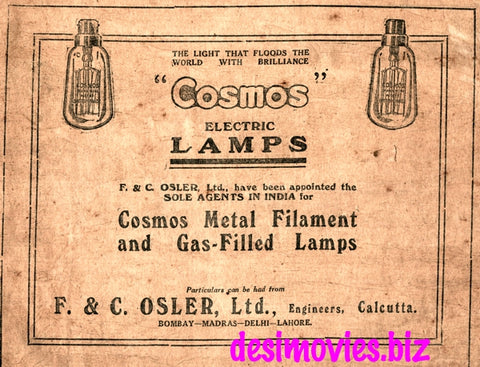 THE LIGHT THAT FLOODS THE
WORLD WITH BRILLIANCE
"Cosmos"
ELECTRIC
LAMPS
F. & C. OSLER, Ltd., have been appointed the
SOLE AGENTS IN INDIA for
Cosmos Metal Filament
and Gas-Filled Lamps
Particulars can be had from
F. & C. OSLER, Ltd., Engineers, Calcutta.
BOMBAY—MADRAS—DELHI—LAHORE.
desimovies.biz
COSMOS
COSMOS